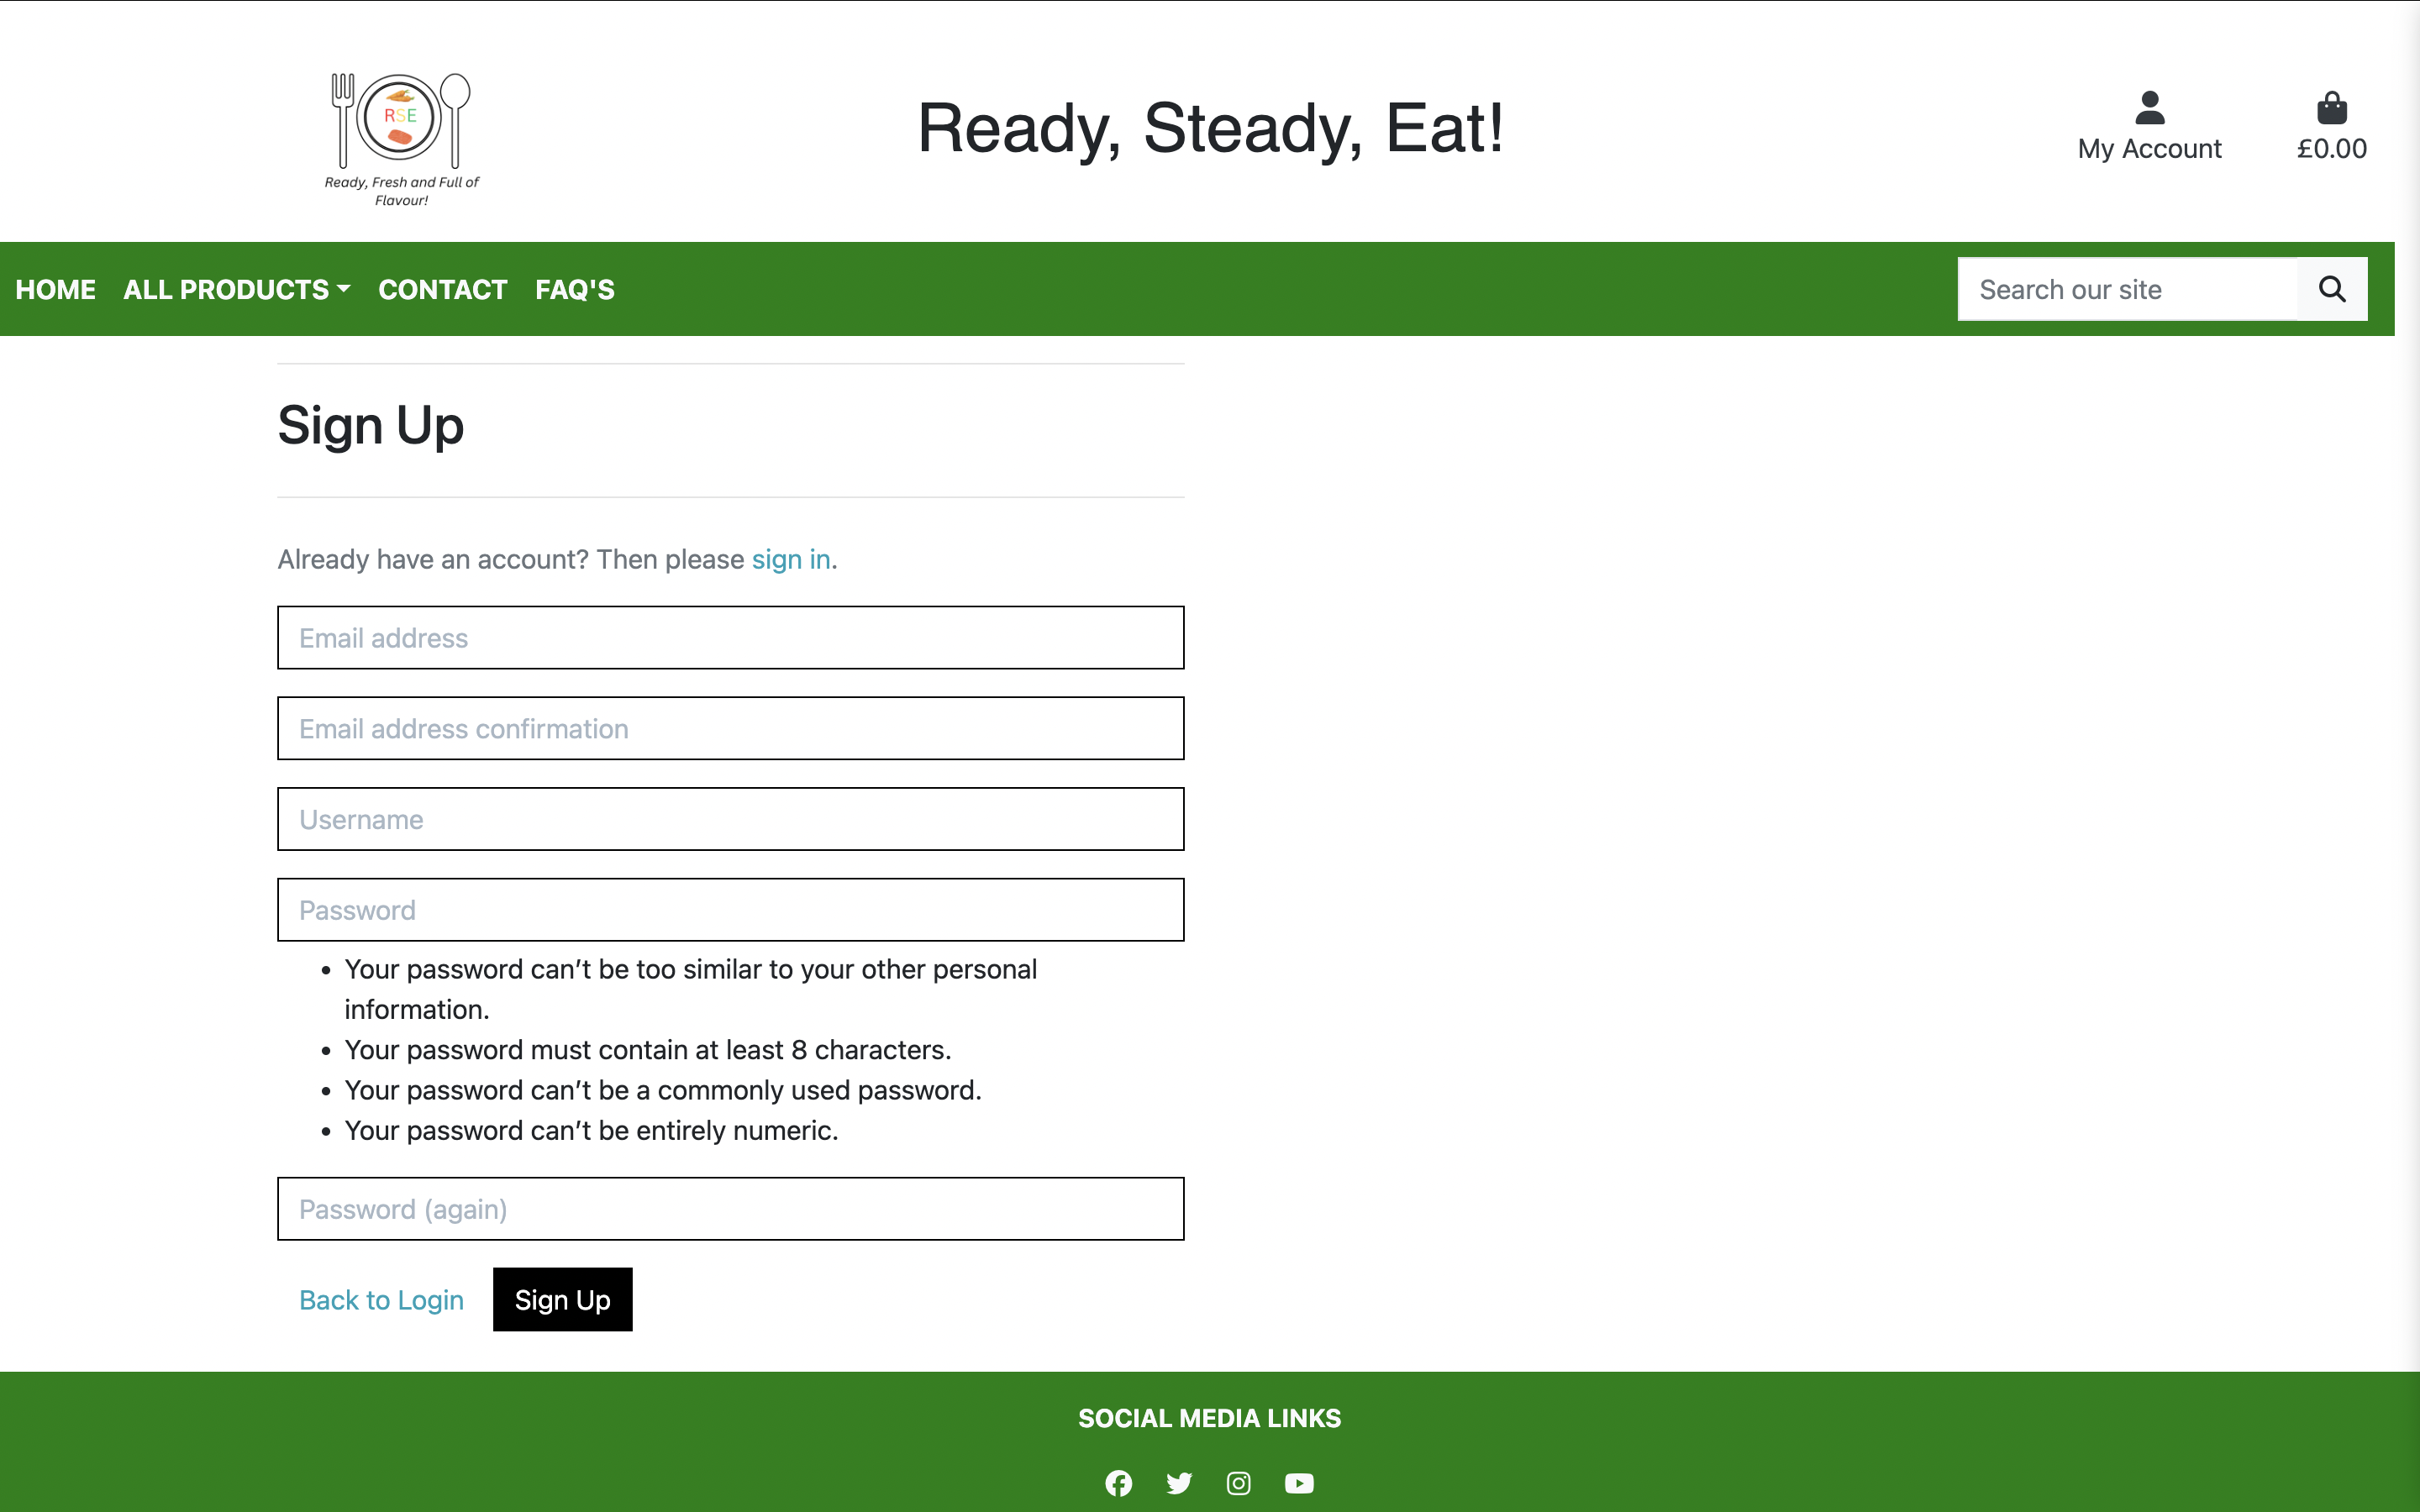 RSE
Ready, Fresh and Full of
Flavour!
Ready, Steady, Eat!
My Account
£0.00
HOME ALL PRODUCTS CONTACT FAQ'S
Search our site
Sign Up
Already have an account? Then please sign in.
Email address
Email address confirmation
Username
Password
• Your password can’t be too similar to your other personal
information.
• Your password must contain at least 8 characters.
• Your password can’t be a commonly used password.
• Your password can’t be entirely numeric.
Password (again)
Back to Login Sign Up
SOCIAL MEDIA LINKS